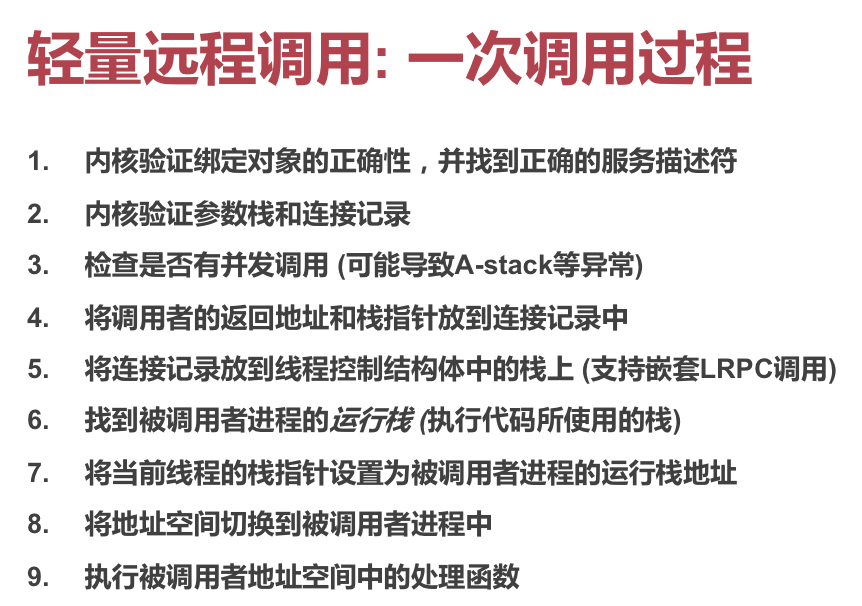 轻量远程调用: 一次调用过程
1. 内核验证绑定对象的正确性，并找到正确的服务描述符
2. 内核验证参数栈和连接记录
3. 检查是否有并发调用 (可能导致A-stack等异常)
4. 将调用者的返回地址和栈指针放到连接记录中
5. 将连接记录放到线程控制结构体中的栈上 (支持嵌套LRPC调用)
6. 找到被调用者进程的运行栈 (执行代码所使用的栈)
7. 将当前线程的栈指针设置为被调用者进程的运行栈地址
8. 将地址空间切换到被调用者进程中
9. 执行被调用者地址空间中的处理函数